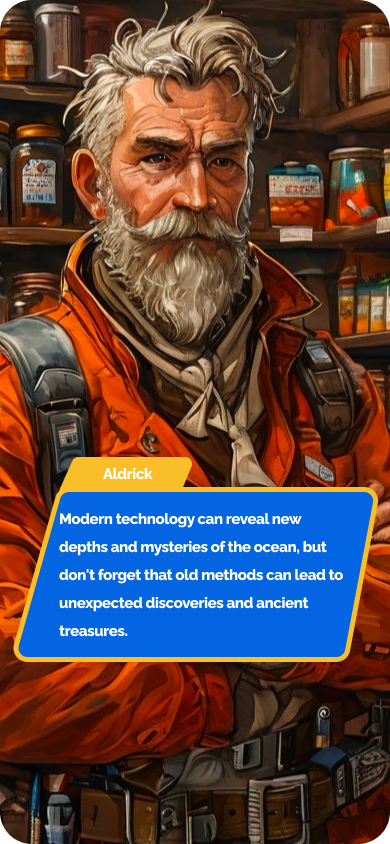 Aldrick
Modern technology can reveal new
depths and mysteries of the ocean, but
don't forget that old methods can lead to
unexpected discoveries and ancient
treasures.